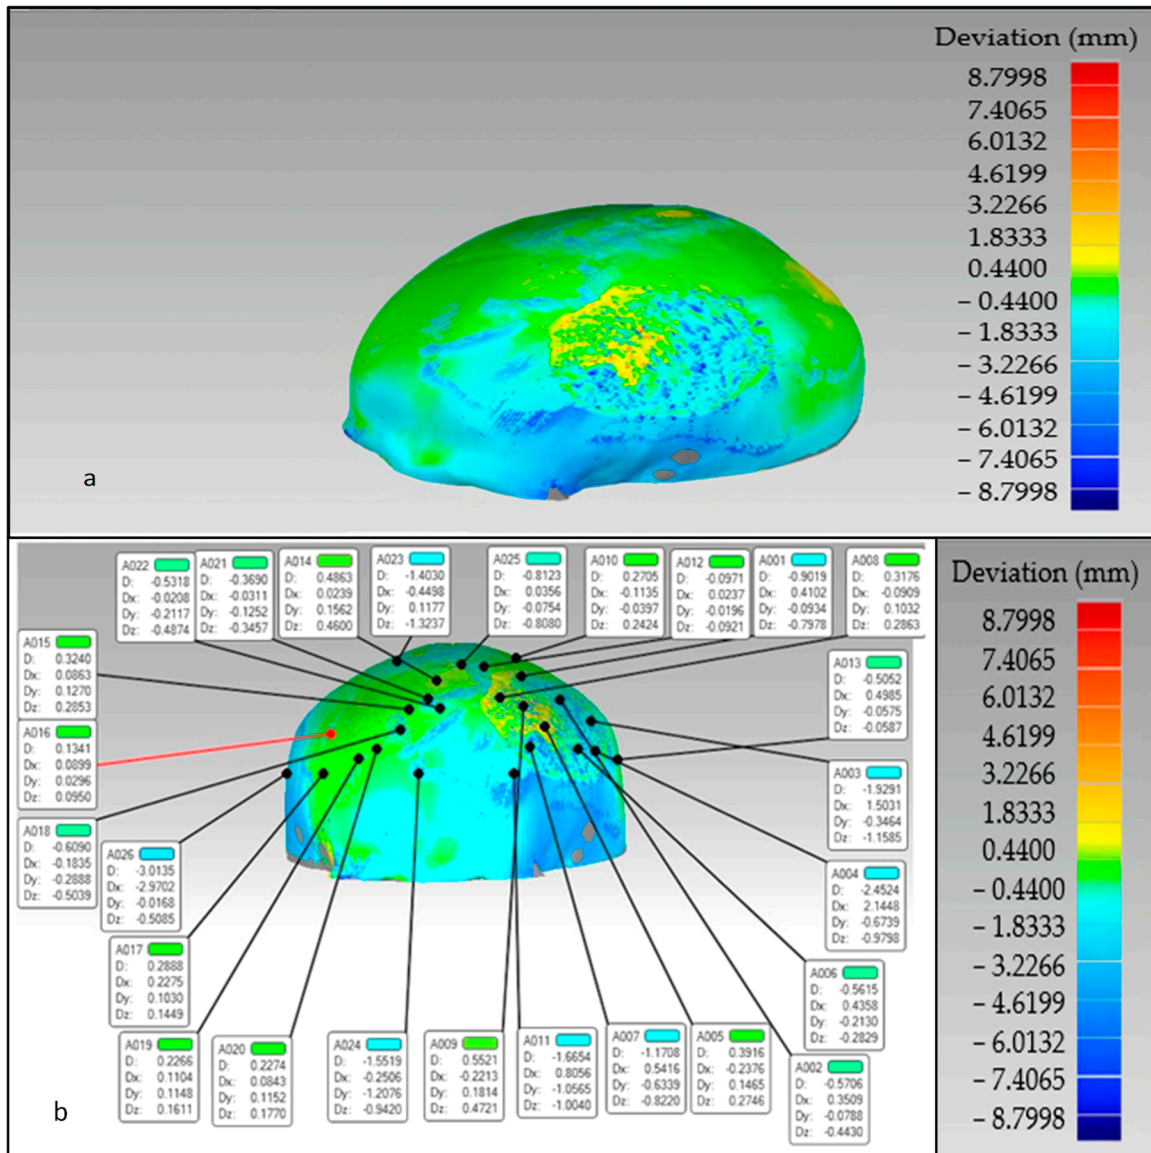 Deviation (mm)
8.7998
7.4065
6.0132
4.6199
3.2266
1.8333
0.4400
– 0.4400
– 1.8333
– 3.2266
– 4.6199
– 6.0132
– 7.4065
– 8.7998
a
A022
D: -0.5318
Dx: -0.0208
Dy: -0.2117
Dz: -0.4874
A021
D: -0.3690
Dx: -0.0311
Dy: -0.1252
Dz: -0.3457
A014
D: 0.4863
Dx: 0.0239
Dy: 0.1562
Dz: 0.4600
A023
D: -1.4030
Dx: -0.4498
Dy: 0.1177
Dz: -1.3237
A025
D: -0.8123
Dx: 0.0356
Dy: -0.0754
Dz: -0.8080
A010
D: 0.2705
Dx: -0.1135
Dy: -0.0397
Dz: 0.2424
A012
D: -0.0971
Dx: 0.0237
Dy: -0.0196
Dz: -0.0921
A001
D: -0.9019
Dx: 0.4102
Dy: -0.0934
Dz: -0.7978
A008
D: 0.3176
Dx: -0.0909
Dy: 0.1032
Dz: 0.2863
A015
D: 0.3240
Dx: 0.0863
Dy: 0.1270
Dz: 0.2853
A013
D: -0.5052
Dx: 0.4985
Dy: -0.0575
Dz: -0.0587
A016
D: 0.1341
Dx: 0.0899
Dy: 0.0296
Dz: 0.0950
A003
D: -1.9291
Dx: 1.5031
Dy: -0.3464
Dz: -1.1585
A018
D: -0.6090
Dx: -0.1835
Dy: -0.2888
Dz: -0.5039
A026
D: -3.0135
Dx: -2.9702
Dy: -0.0168
Dz: -0.5085
A004
D: -2.4524
Dx: 2.1448
Dy: -0.6739
Dz: -0.9798
A017
D: 0.2888
Dx: 0.2275
Dy: 0.1030
Dz: 0.1449
A006
D: -0.5615
Dx: 0.4358
Dy: -0.2130
Dz: -0.2829
A019
D: 0.2266
Dx: 0.1104
Dy: 0.1148
Dz: 0.1611
A020
D: 0.2274
Dx: 0.0843
Dy: 0.1152
Dz: 0.1770
A024
D: -1.5519
Dx: -0.2506
Dy: -1.2076
Dz: -0.9420
A009
D: 0.5521
Dx: -0.2213
Dy: 0.1814
Dz: 0.4721
A011
D: -1.6654
Dx: 0.8056
Dy: -1.0565
Dz: -1.0040
A007
D: -1.1708
Dx: 0.5416
Dy: -0.6339
Dz: -0.8220
A005
D: 0.3916
Dx: -0.2376
Dy: 0.1465
Dz: 0.2746
A002
D: -0.5706
Dx: 0.3509
Dy: -0.0788
Dz: -0.4430
b
Deviation (mm)
8.7998
7.4065
6.0132
4.6199
3.2266
1.8333
0.4400
– 0.4400
– 1.8333
– 3.2266
– 4.6199
– 6.0132
– 7.4065
– 8.7998